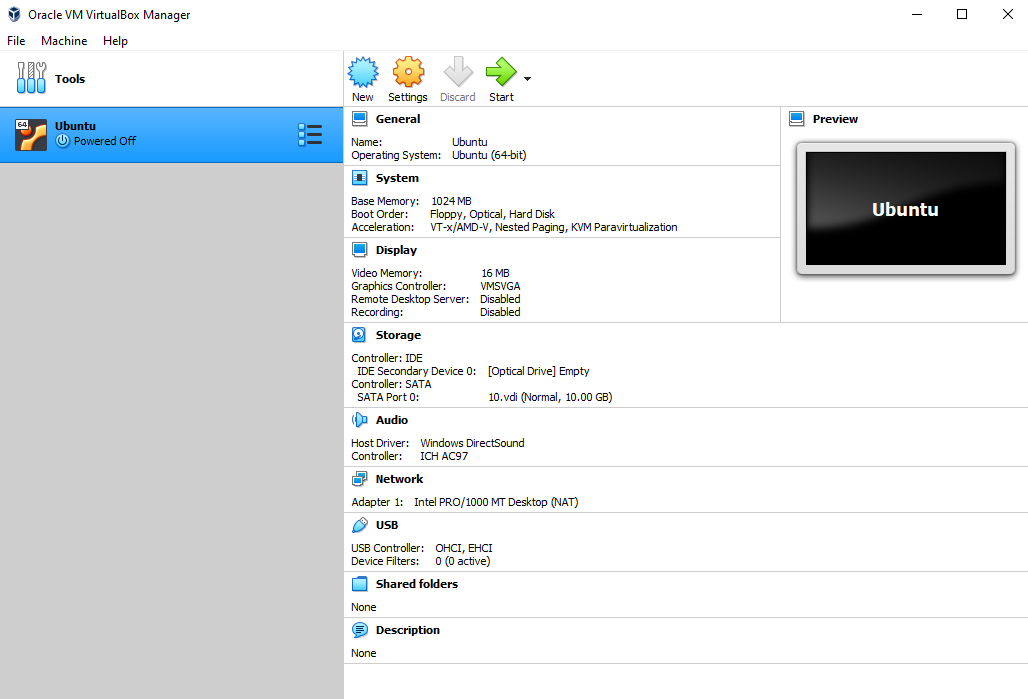 Oracle VM VirtualBox Manager
File Machine Help
Tools
New Settings Discard Start
64
Ubuntu
Powered Off
General
Name: Ubuntu
Operating System: Ubuntu (64-bit)
System
Base Memory: 1024 MB
Boot Order: Floppy, Optical, Hard Disk
Acceleration: VT-x/AMD-V, Nested Paging, KVM Paravirtualization
Display
Video Memory: 16 MB
Graphics Controller: VMSVGA
Remote Desktop Server: Disabled
Recording: Disabled
Preview
Ubuntu
Storage
Controller: IDE
IDE Secondary Device 0: [Optical Drive] Empty
Controller: SATA
SATA Port 0: 10.vdi (Normal, 10.00 GB)
Audio
Host Driver: Windows DirectSound
Controller: ICH AC97
Network
Adapter 1: Intel PRO/1000 MT Desktop (NAT)
USB
USB Controller: OHCI, EHCI
Device Filters: 0 (0 active)
Shared folders
None
Description
None